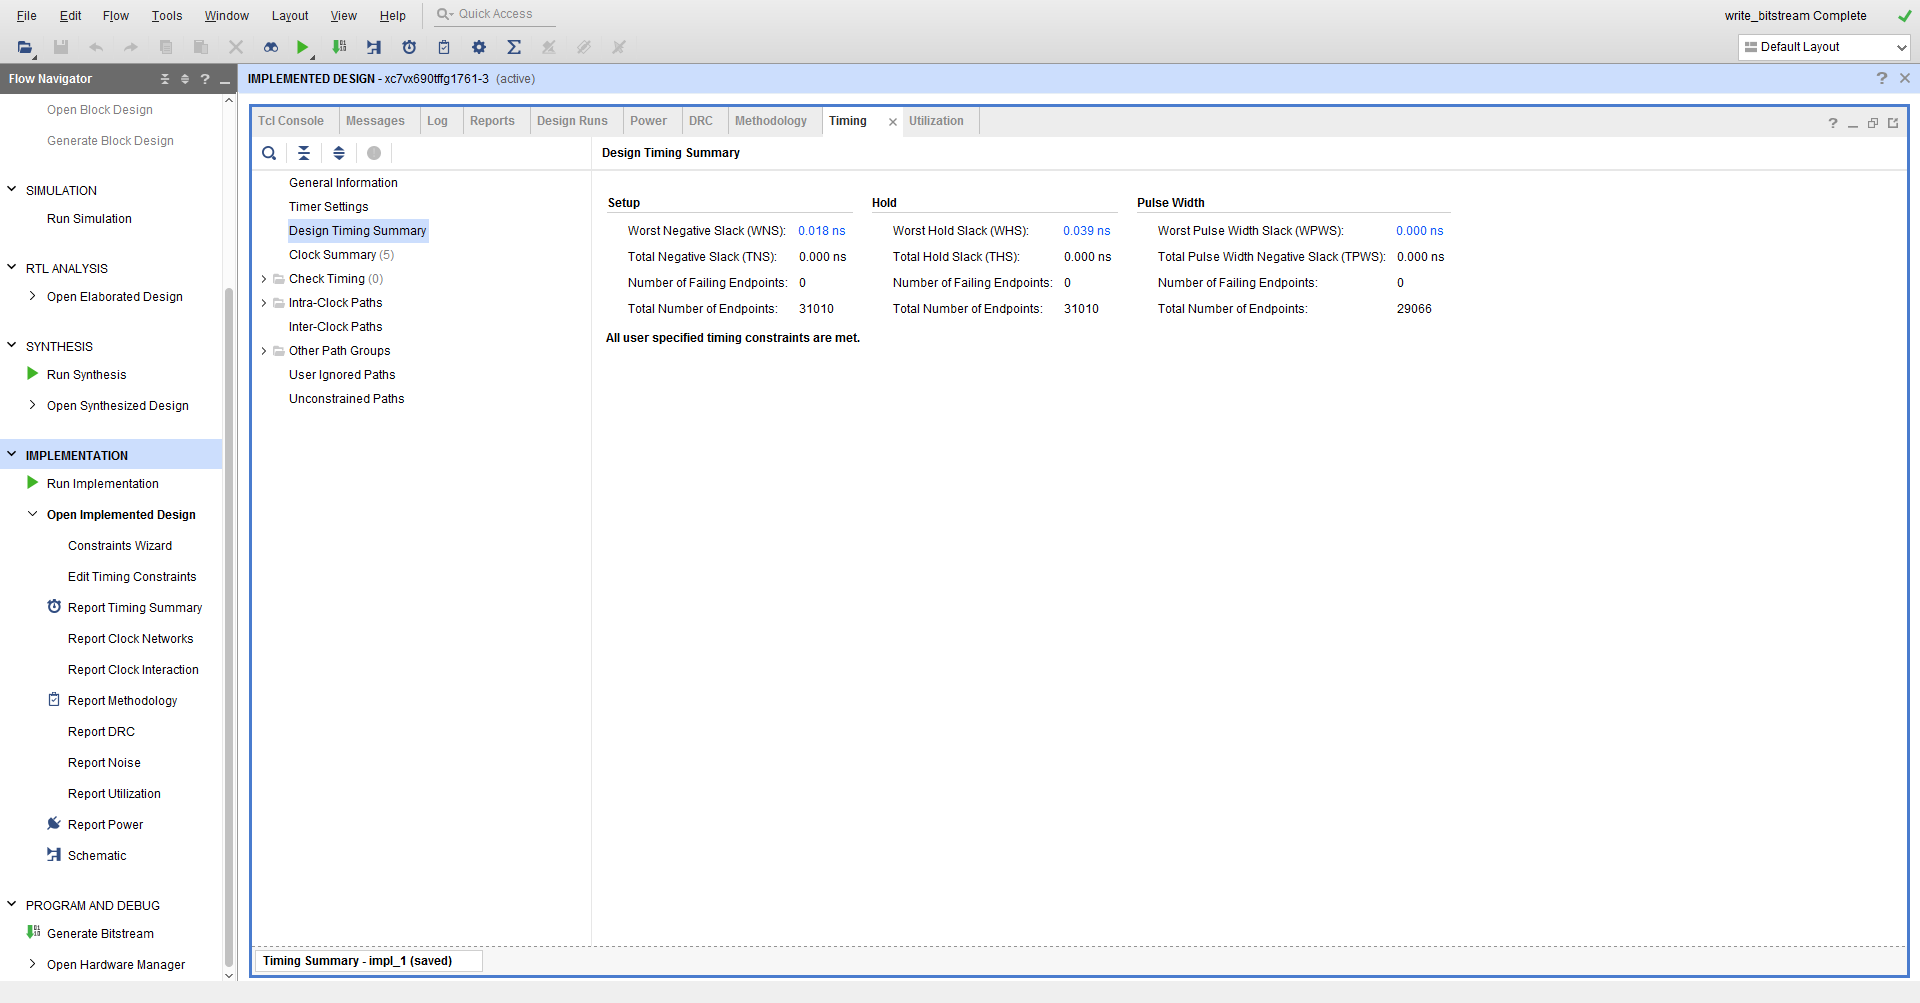 File Edit Flow Tools Window Layout View Help Quick Access write_bitstream Complete
Default Layout
Flow Navigator ?
IMPLEMENTED DESIGN - xc7vx690tffg1761-3 (active) ?
Open Block Design
Generate Block Design
SIMULATION
Run Simulation
RTL ANALYSIS
Open Elaborated Design
SYNTHESIS
Run Synthesis
Open Synthesized Design
IMPLEMENTATION
Run Implementation
Open Implemented Design
Constraints Wizard
Edit Timing Constraints
Report Timing Summary
Report Clock Networks
Report Clock Interaction
Report Methodology
Report DRC
Report Noise
Report Utilization
Report Power
Schematic
PROGRAM AND DEBUG
Generate Bitstream
Open Hardware Manager
Tcl Console Messages Log Reports Design Runs Power DRC Methodology Timing Utilization ?
General Information
Timer Settings
Design Timing Summary
Clock Summary (5)
Check Timing (0)
Intra-Clock Paths
Inter-Clock Paths
Other Path Groups
User Ignored Paths
Unconstrained Paths
Design Timing Summary
Setup Hold Pulse Width
Worst Negative Slack (WNS): 0.018 ns Worst Hold Slack (WHS): 0.039 ns Worst Pulse Width Slack (WPWS): 0.000 ns
Total Negative Slack (TNS): 0.000 ns Total Hold Slack (THS): 0.000 ns Total Pulse Width Negative Slack (TPWS): 0.000 ns
Number of Failing Endpoints: 0 Number of Failing Endpoints: 0 Number of Failing Endpoints: 0
Total Number of Endpoints: 31010 Total Number of Endpoints: 31010 Total Number of Endpoints: 29066
All user specified timing constraints are met.
Timing Summary - impl_1 (saved)